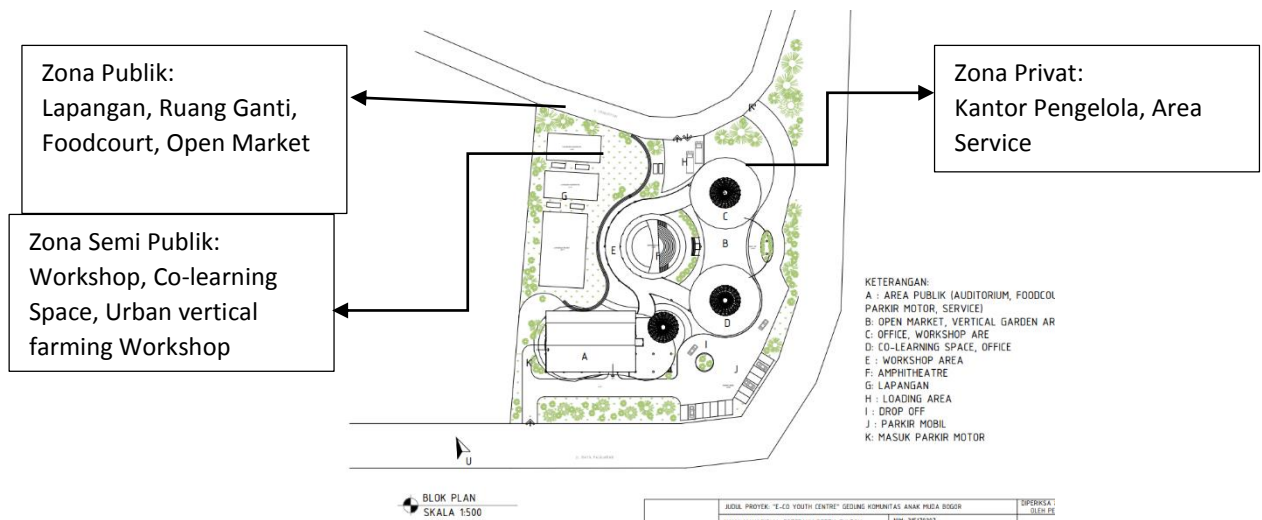 Zona Publik:
Lapangan, Ruang Ganti,
Foodcourt, Open Market
Zona Semi Publik:
Workshop, Co-learning
Space, Urban vertical
farming Workshop
Zona Privat:
Kantor Pengelola, Area
Service
K
H
C
G
E
F
B
D
I
A
K
J
U
KETERANGAN:
A : AREA PUBLIK (AUDITORIUM, FOODCOU
PARKIR MOTOR, SERVICE)
B: OPEN MARKET, VERTICAL GARDEN AR
C: OFFICE, WORKSHOP ARE
D: CO-LEARNING SPACE, OFFICE
E : WORKSHOP AREA
F: AMPHITHEATRE
G: LAPANGAN
H : LOADING AREA
I : DROP OFF
J : PARKIR MOBIL
K: MASUK PARKIR MOTOR
BLOK PLAN
SKALA 1:500
JUDUL PROYEK: "E-CO YOUTH CENTRE" GEDUNG KOMUNITAS ANAK MUDA BOGOR
DIPERIKSA
OLEH PE